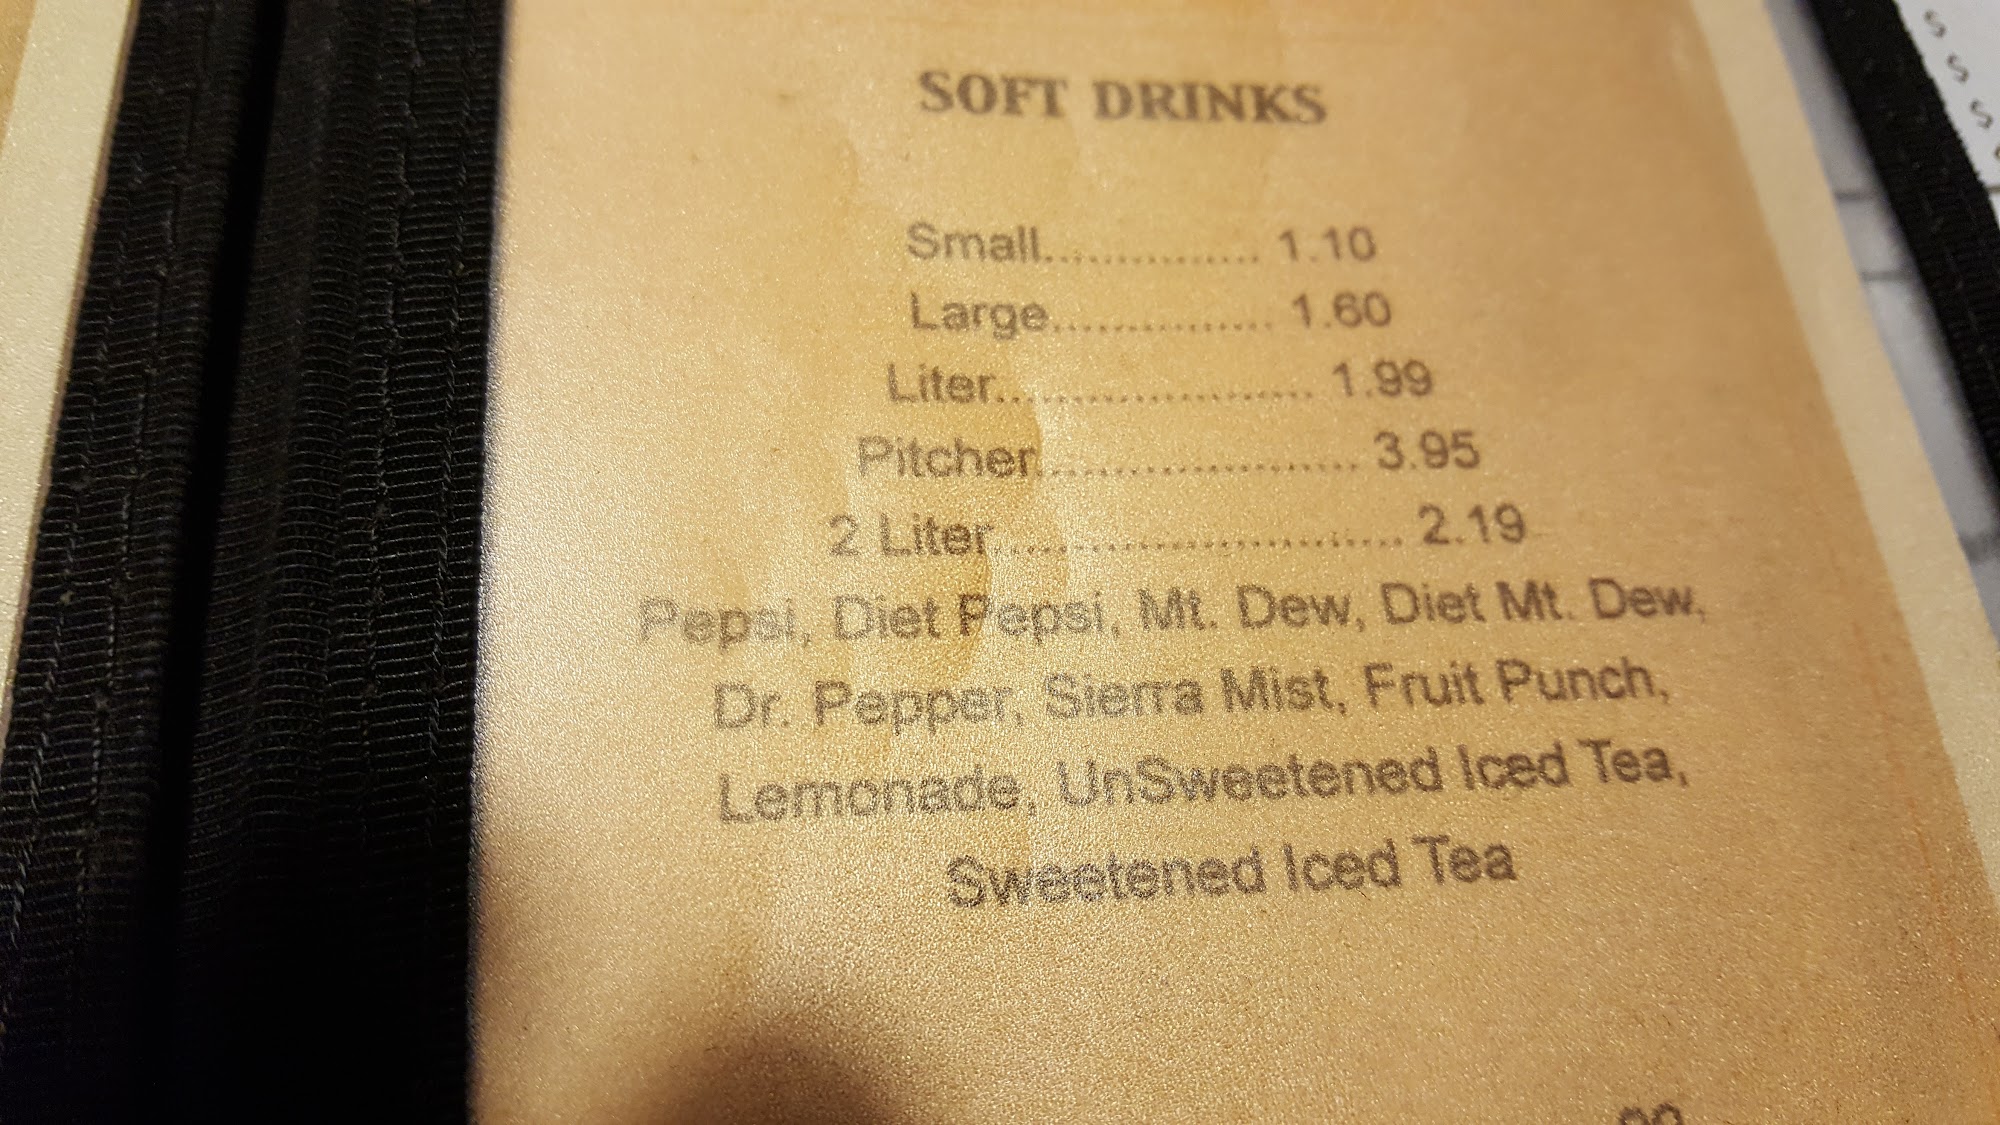 SOFT DRINKS
Small............... 1.10
Large................ 1.60
Liter...................... 1.99
Pitcher...................... 3.95
2 Liter............................. 2.19
Pepsi, Diet Pepsi, Mt. Dew, Diet Mt. Dew,
Dr. Pepper, Sierra Mist, Fruit Punch,
Lemonade, UnSweetened Iced Tea,
Sweetened Iced Tea